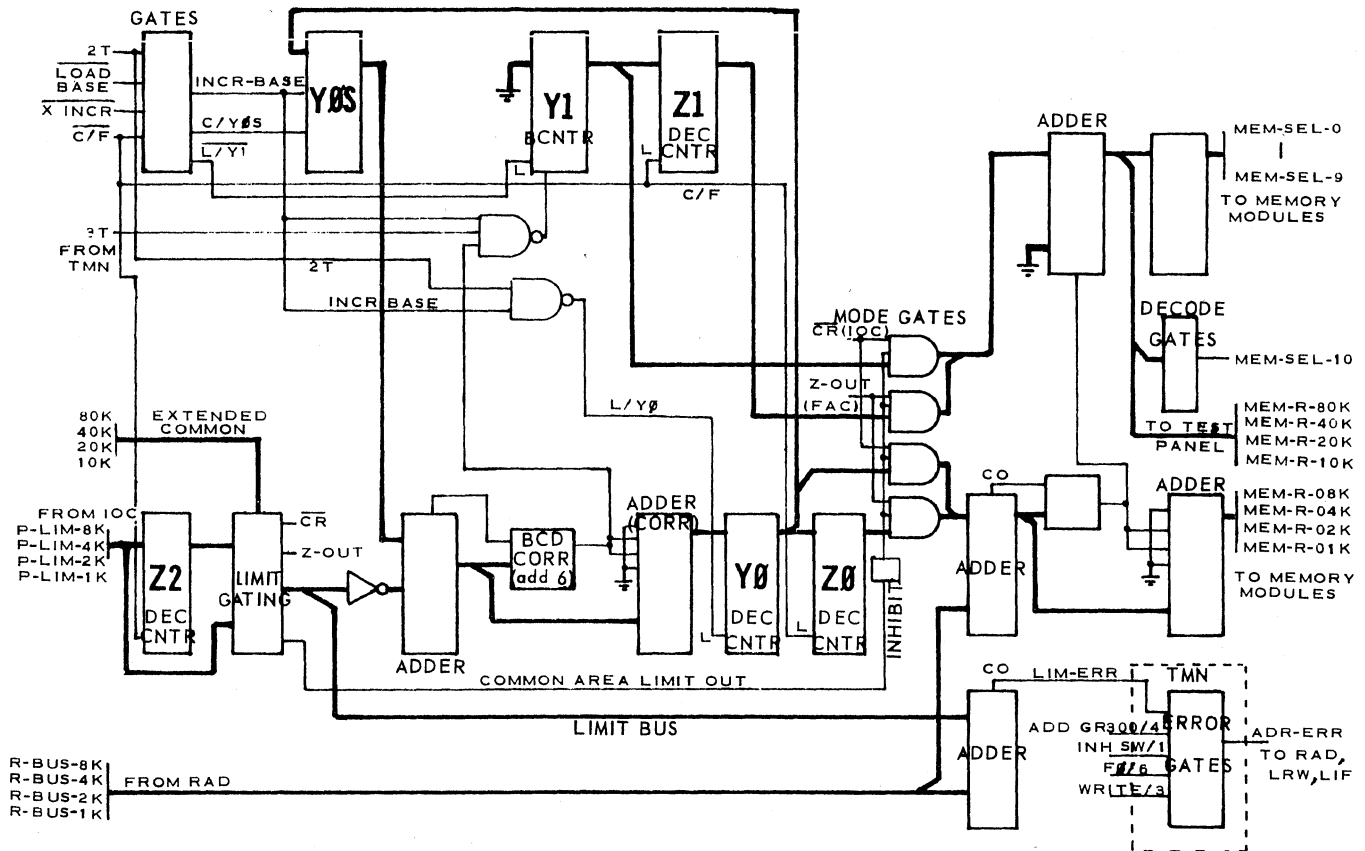 GATES
2T
LOAD
BASE
X INCR
C/F
INCR-BASE
C/YØS
L/Y1
YØS
Y1
BCNTR
L
Z1
DEC
CNTR
L
C/F
ADDER
MEM-SEL-0
MEM-SEL-9
TO MEMORY
MODULES
FROM
TMN
2T
INCR BASE
MODE GATES
CR(IOC)
Z-OUT
(FAC)
DECODE
GATES
MEM-SEL-10
L/YØ
80K
40K
20K
10K
EXTENDED
COMMON
TO TEST
PANEL
MEM-R-80K
MEM-R-40K
MEM-R-20K
MEM-R-10K
FROM IOC
P-LIM-8K
P-LIM-4K
P-LIM-2K
P-LIM-1K
Z2
DEC
CNTR
LIMIT
GATING
CR
Z-OUT
ADDER
BCD
CORR
(add 6)
ADDER
(CORR)
YØ
DEC
CNTR
L
ZØ
DEC
CNTR
L
INHIBIT
CO
ADDER
ADDER
MEM-R-08K
MEM-R-04K
MEM-R-02K
MEM-R-01K
TO MEMORY
MODULES
COMMON AREA LIMIT OUT
LIMIT BUS
CO
LIM-ERR
ADDER
TMN
ADD GR300/4
INH SW/1
FØ/6
WRITE/3
ERROR
GATES
ADR-ERR
TO RAD,
LRW,LIF
R-BUS-8K
R-BUS-4K
R-BUS-2K
R-BUS-1K
FROM RAD